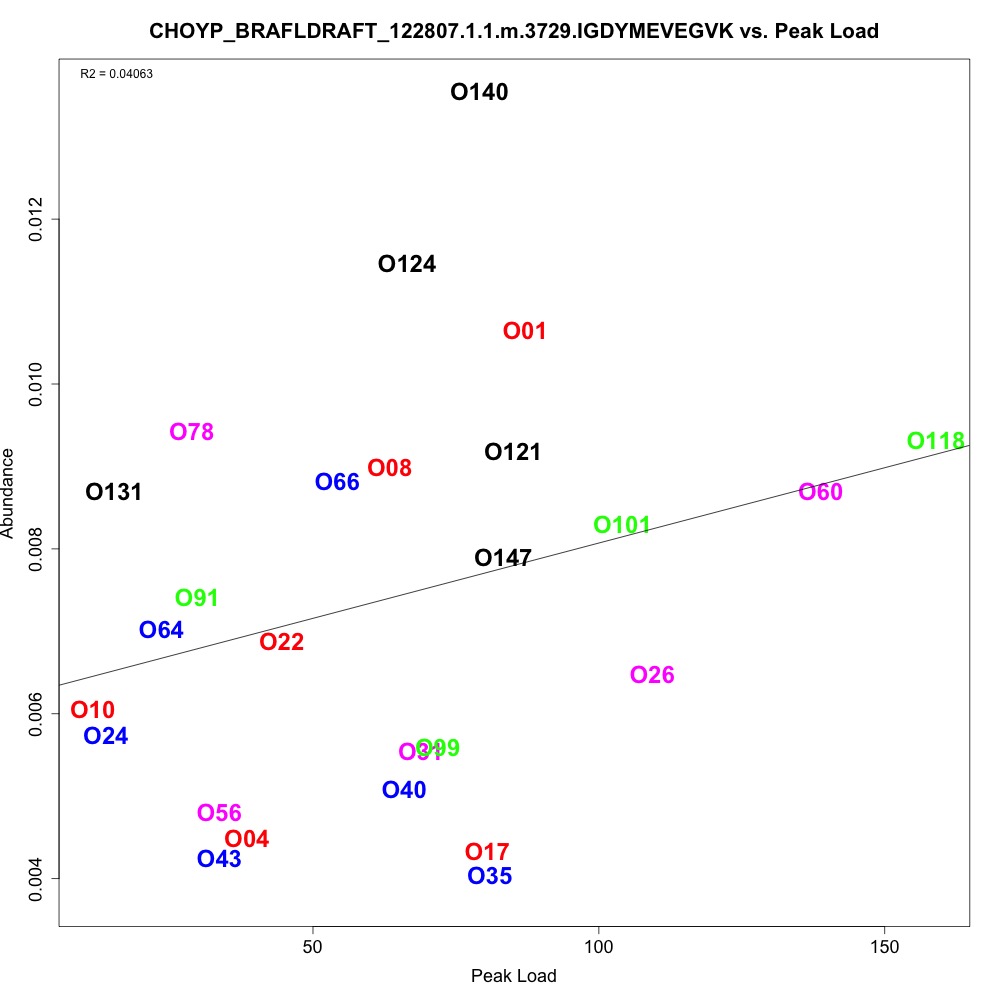 CHOYP_BRAFLDRAFT_122807.1.1.m.3729.IGDYMEVEGVK vs. Peak Load
R2 = 0.04063
O140
0.012
O124
O01
0.010
O78
O118
O121
O08
O66
O131
O60
Abundance
O101
0.008
O147
O91
O64
O22
O26
O10
0.006
O24
O99
O40
O56
O04
O17
O43
O35
0.004
50
100
150
Peak Load